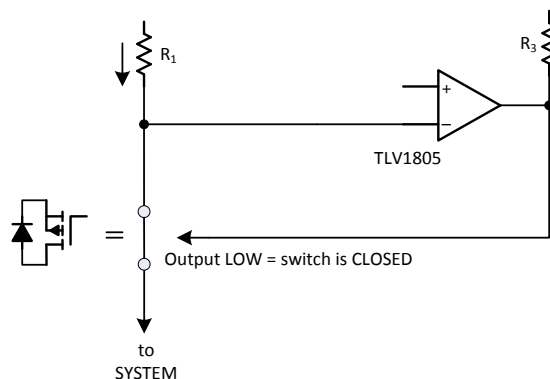 R1
R3
+
−
TLV1805
=
Output LOW = switch is CLOSED
to
SYSTEM